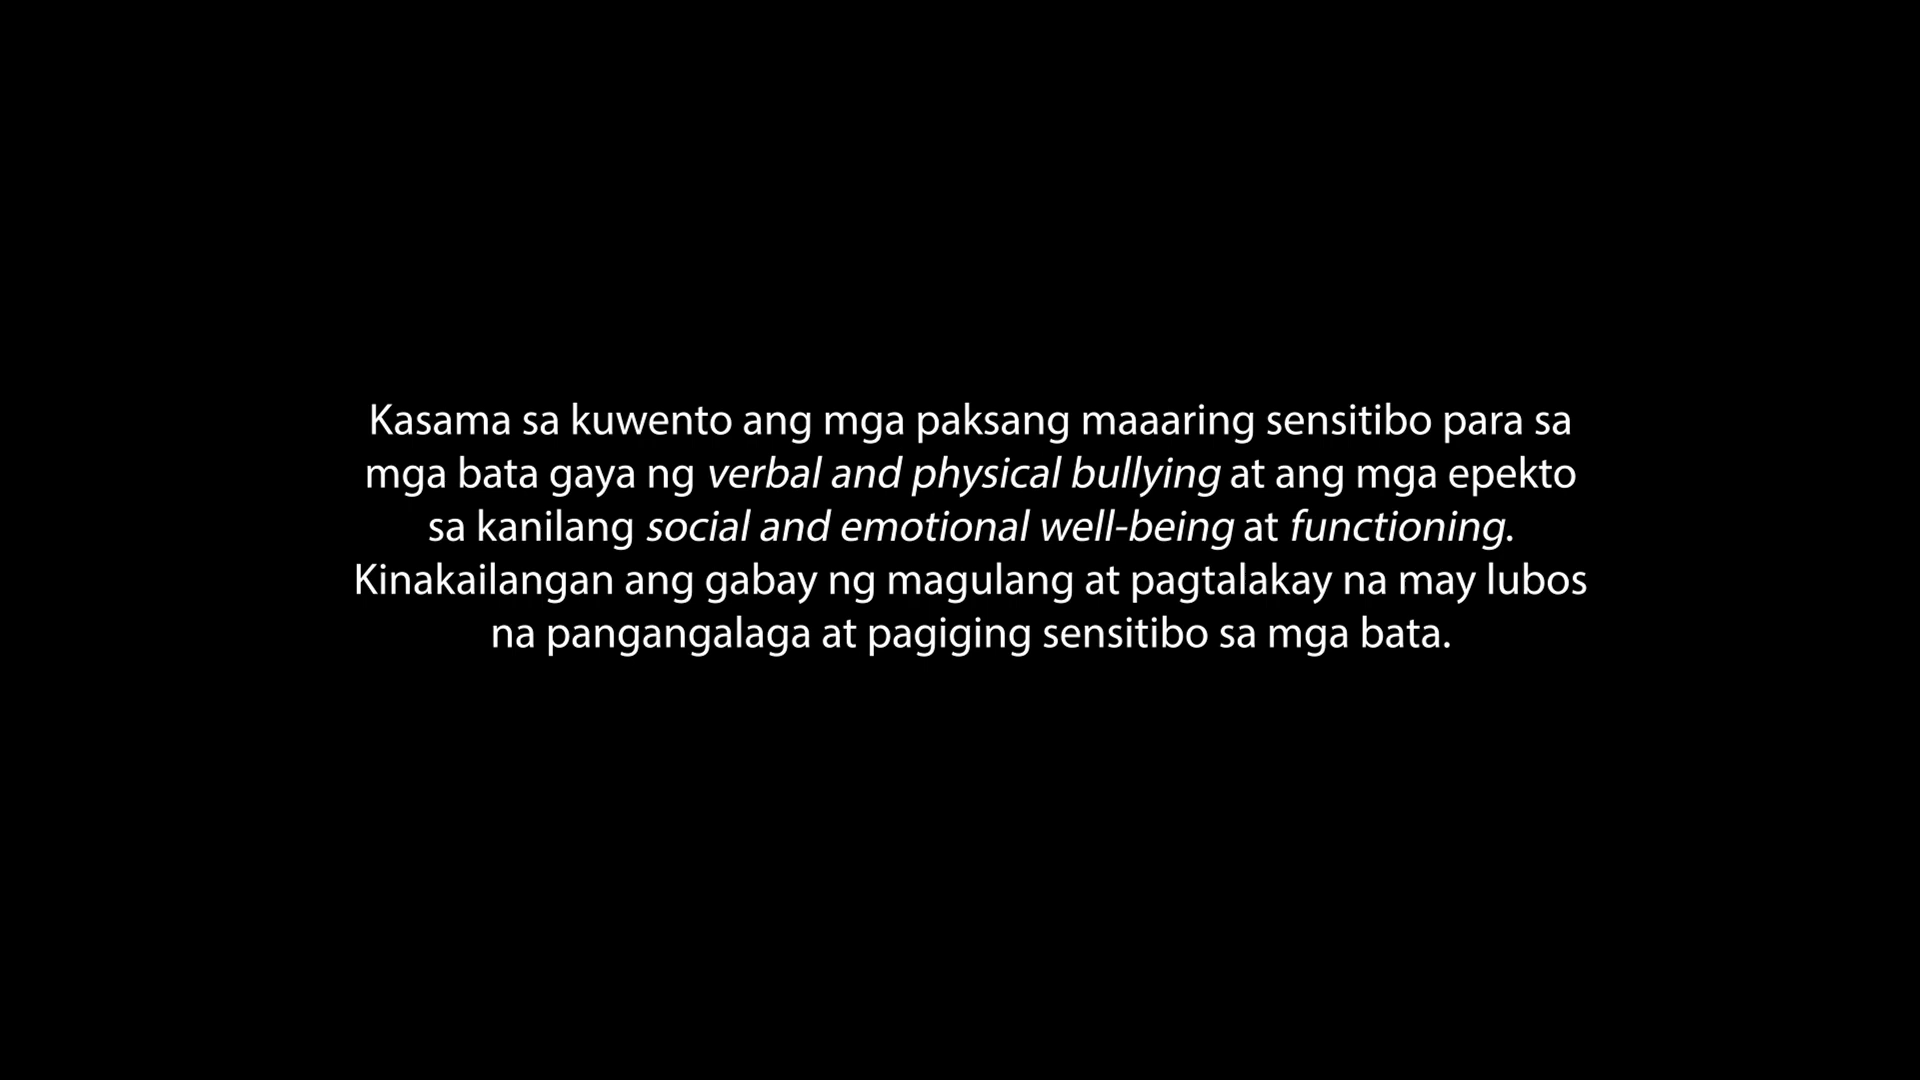 Kasama sa kuwento ang mga paksang maaaring sensitibo para sa
mga bata gaya ng verbal and physical bullying at ang mga epekto
sa kanilang social and emotional well-being at functioning.
Kinakailangan ang gabay ng magulang at pagtalakay na may lubos
na pangangalaga at pagiging sensitibo sa mga bata.